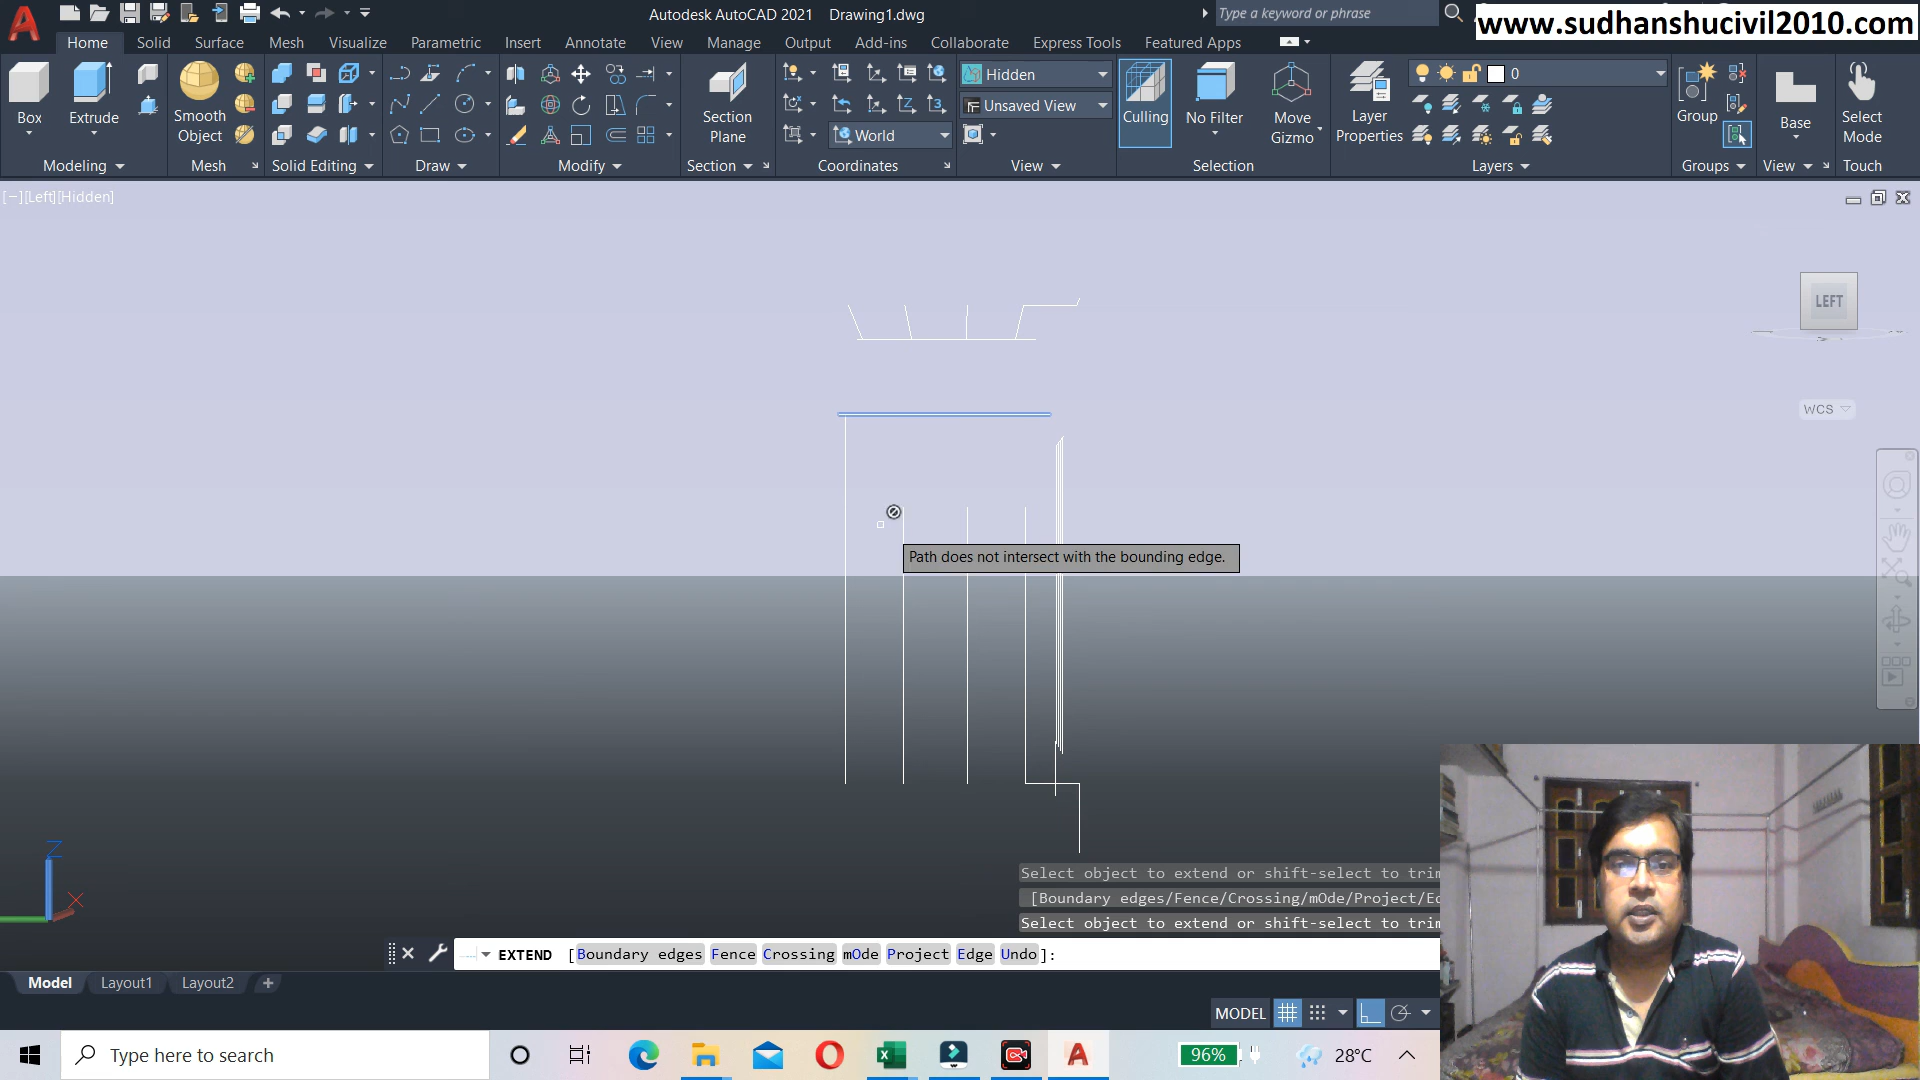 Autodesk AutoCAD 2021 Drawing1.dwg
Type a keyword or phrase
www.sudhanshucivil2010.com
Home Solid Surface Mesh Visualize Parametric Insert Annotate View Manage Output Add-ins Collaborate Express Tools Featured Apps
Box
Extrude
Smooth
Object
Section
Plane
Hidden
Unsaved View
World
Culling
No Filter
Move
Gizmo
Layer
Properties
0
Group
Base
Select
Mode
Modeling Mesh Solid Editing Draw Modify Section Coordinates View Selection Layers Groups View Touch
[−][Left][Hidden]
LEFT
WCS
Path does not intersect with the bounding edge.
Z
X
Select object to extend or shift-select to trim
[Boundary edges/Fence/Crossing/mOde/Project/Ed
Select object to extend or shift-select to trim
EXTEND [Boundary edges Fence Crossing mOde Project Edge Undo]:
Model Layout1 Layout2 +
MODEL
Type here to search
96%
28°C